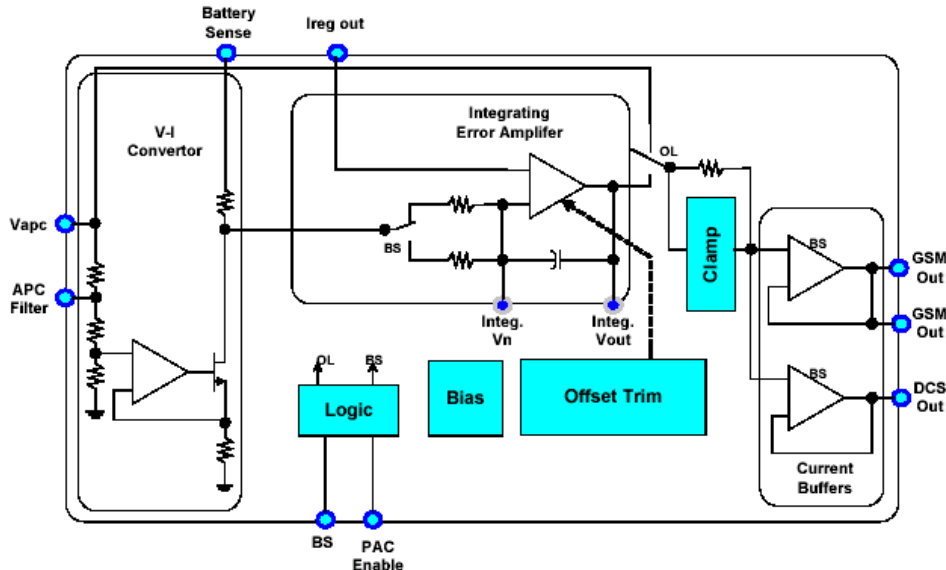 Battery
Sense
Ireg out
V-I
Convertor
Integrating
Error Amplifer
OL
Vapc
BS
Clamp
BS
GSM
Out
APC
Filter
GSM
Out
Integ.
Vn
Integ.
Vout
OL
BS
Logic
Bias
Offset Trim
BS
DCS
Out
Current
Buffers
BS
PAC
Enable